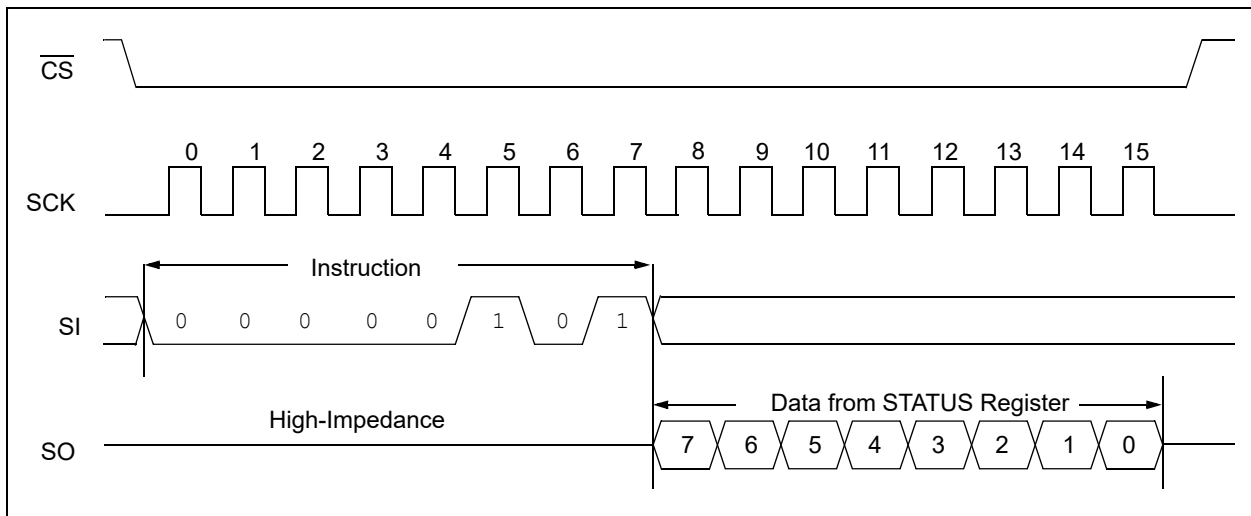 CS
0 1 2 3 4 5 6 7 8 9 10 11 12 13 14 15
SCK
Instruction
SI 0 0 0 0 0 1 0 1
Data from STATUS Register
High-Impedance
SO 7 6 5 4 3 2 1 0